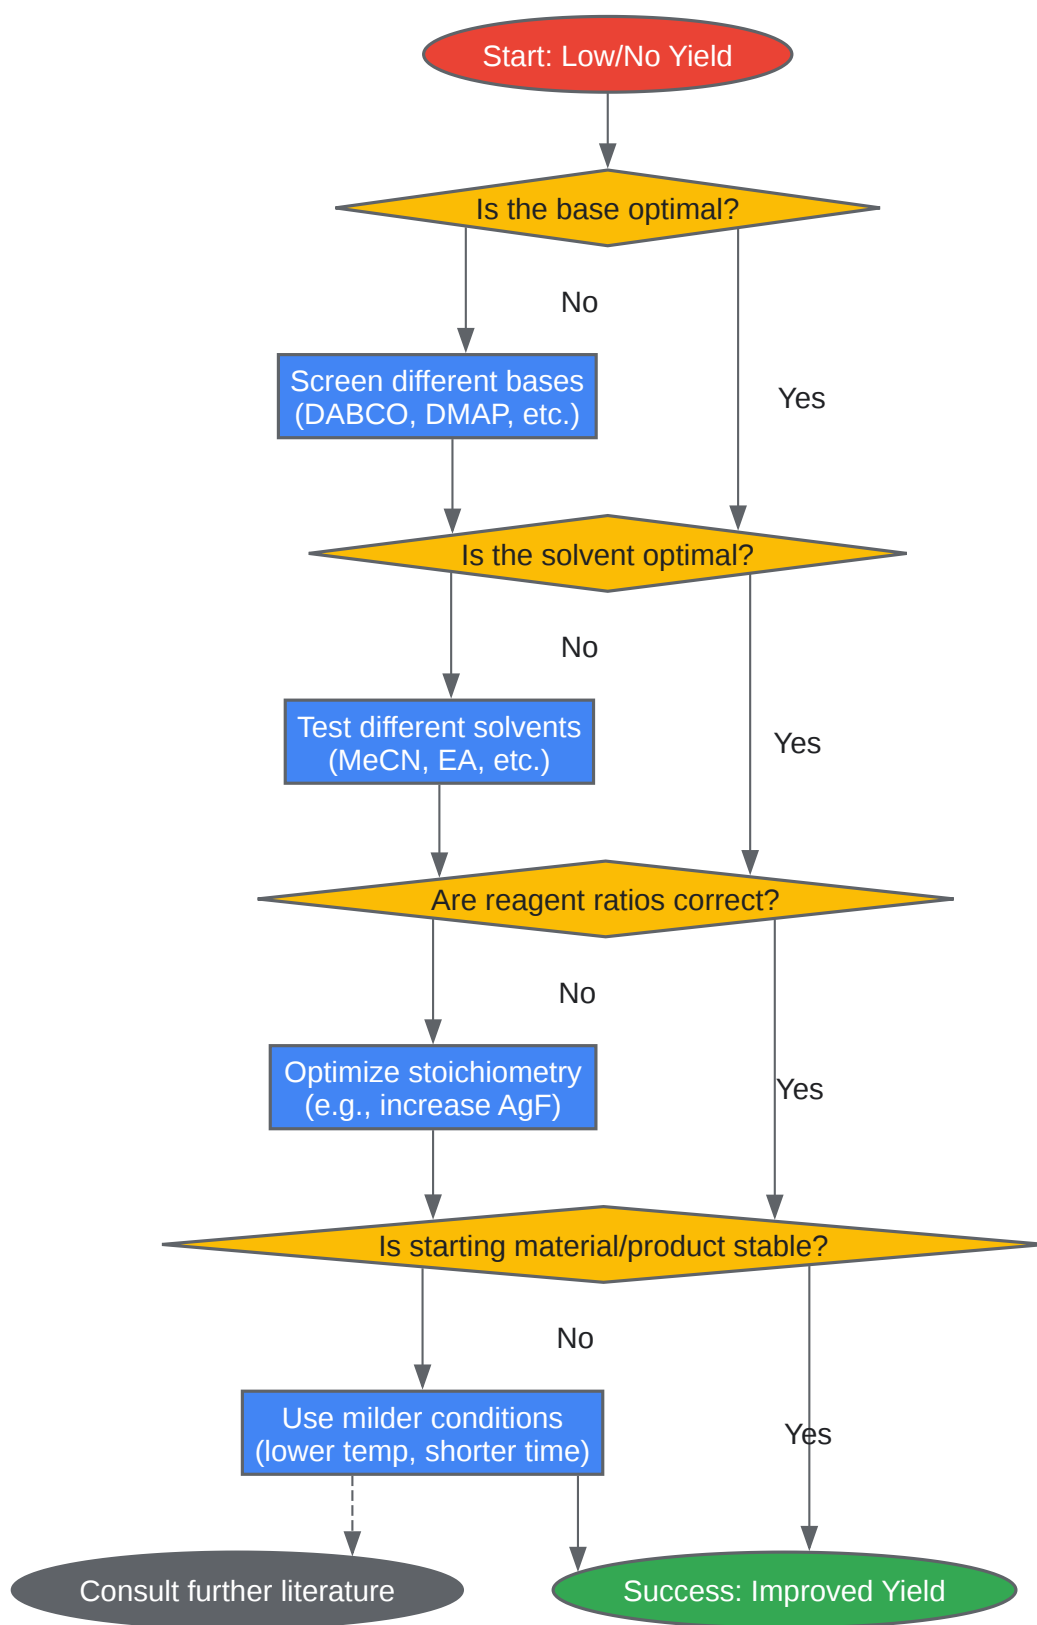 Start: Low/No Yield
Is the base optimal?
No
Screen different bases
(DABCO, DMAP, etc.)
Yes
Is the solvent optimal?
No
Test different solvents
(MeCN, EA, etc.)
Yes
Are reagent ratios correct?
No
Optimize stoichiometry
(e.g., increase AgF)
Yes
Is starting material/product stable?
No
Use milder conditions
(lower temp, shorter time)
Yes
Consult further literature
Success: Improved Yield